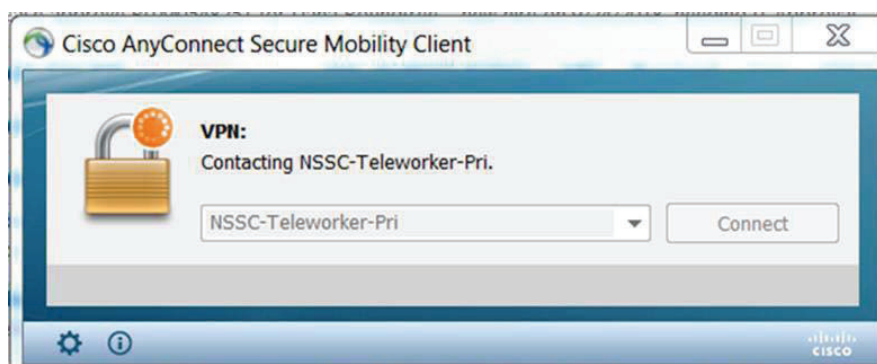 Cisco AnyConnect Secure Mobility Client
VPN:
Contacting NSSC-Teleworker-Pri.
NSSC-Teleworker-Pri
Connect
CISCO